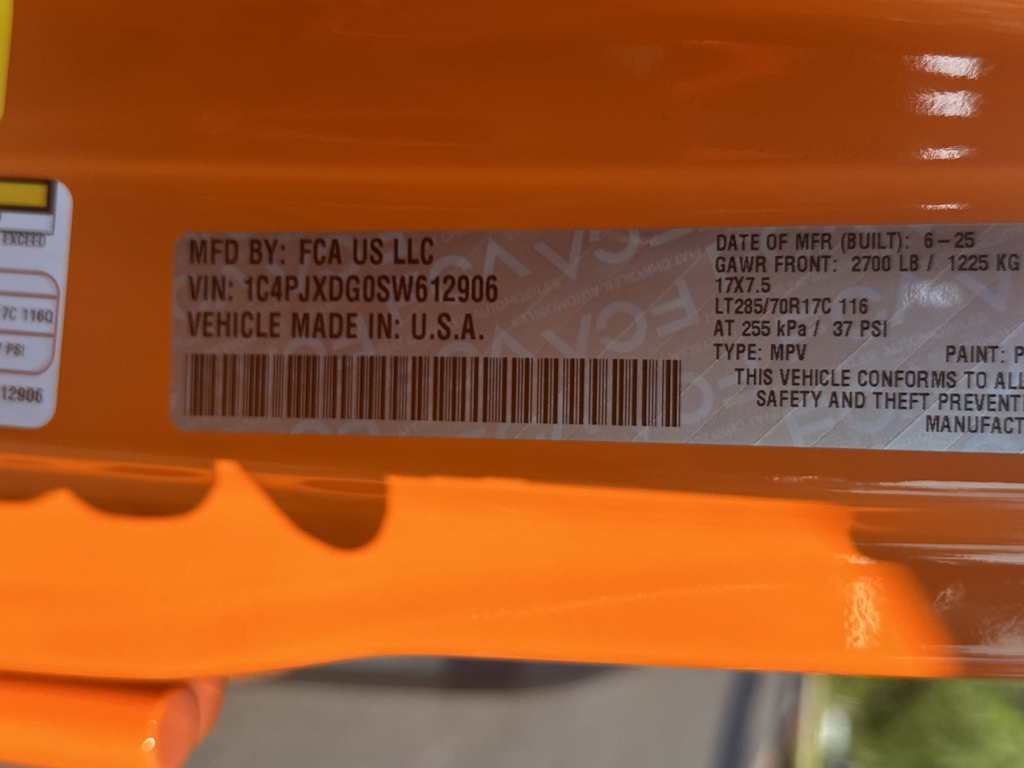 EXCEED
7C 116Q
PSI
12906
MFD BY: FCA US LLC
VIN: 1C4PJXDG0SW612906
VEHICLE MADE IN: U.S.A.
DATE OF MFR (BUILT): 6-25
GAWR FRONT: 2700 LB / 1225 KG
17X7.5
LT285/70R17C 116
AT 255 kPa / 37 PSI
TYPE: MPV PAINT: P
THIS VEHICLE CONFORMS TO ALL
SAFETY AND THEFT PREVENTI
MANUFACT